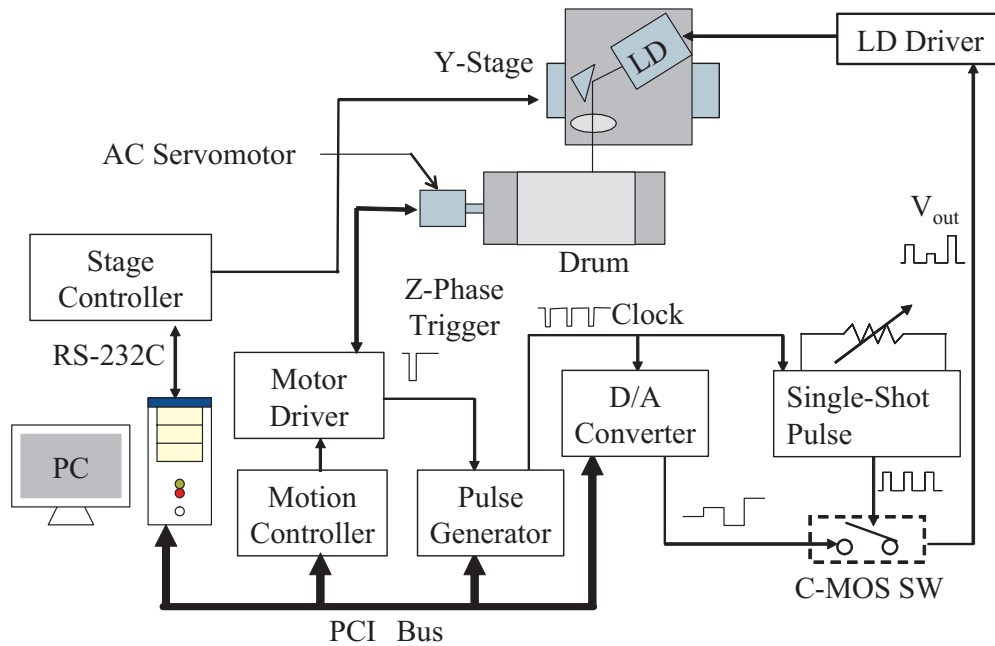 LD
LD Driver
Y-Stage
AC Servomotor
V out
Drum
Stage
Controller
Z-Phase
Trigger
Clock
RS-232C
Motor
Driver
D/A
Converter
Single-Shot
Pulse
PC
Motion
Controller
Pulse
Generator
C-MOS SW
PCI Bus